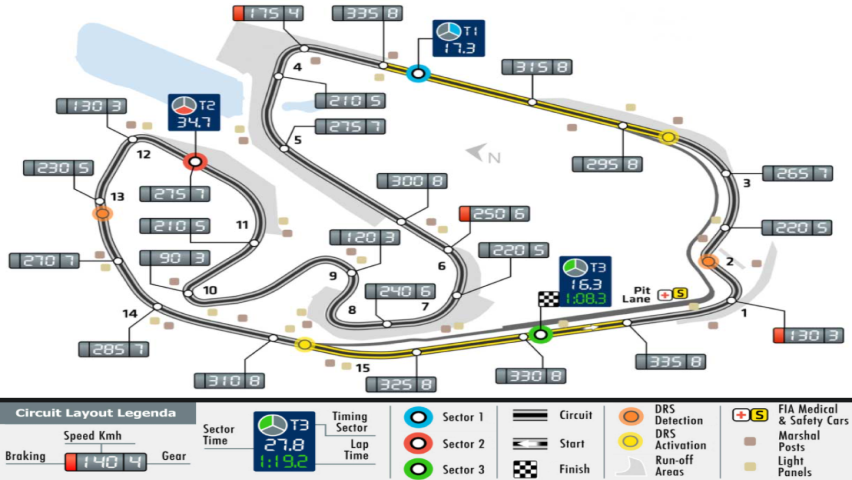 175 4
335 8
T1
17.3
4
315 8
210 5
130 3
T2
34.7
275 7
5
295 8
12
N
3
265 7
230 5
13
275 7
300 8
250 6
220 5
210 5
11
120 3
6
220 5
2
270 7
90 3
10
9
T3
16.3
1:08.3
Pit
Lane
S
240 6
7
8
1
14
130 3
285 7
15
335 8
310 8
325 8
330 8
Circuit Layout Legenda
Speed Kmh
Braking
140 4
Gear
Sector
Time
T3
27.8
1:19.2
Timing
Sector
Lap
Time
Sector 1
Sector 2
Sector 3
Circuit
Start
Finish
DRS
Detection
DRS
Activation
Run-off
Areas
S
FIA Medical
& Safety Cars
Marshal
Posts
Light
Panels